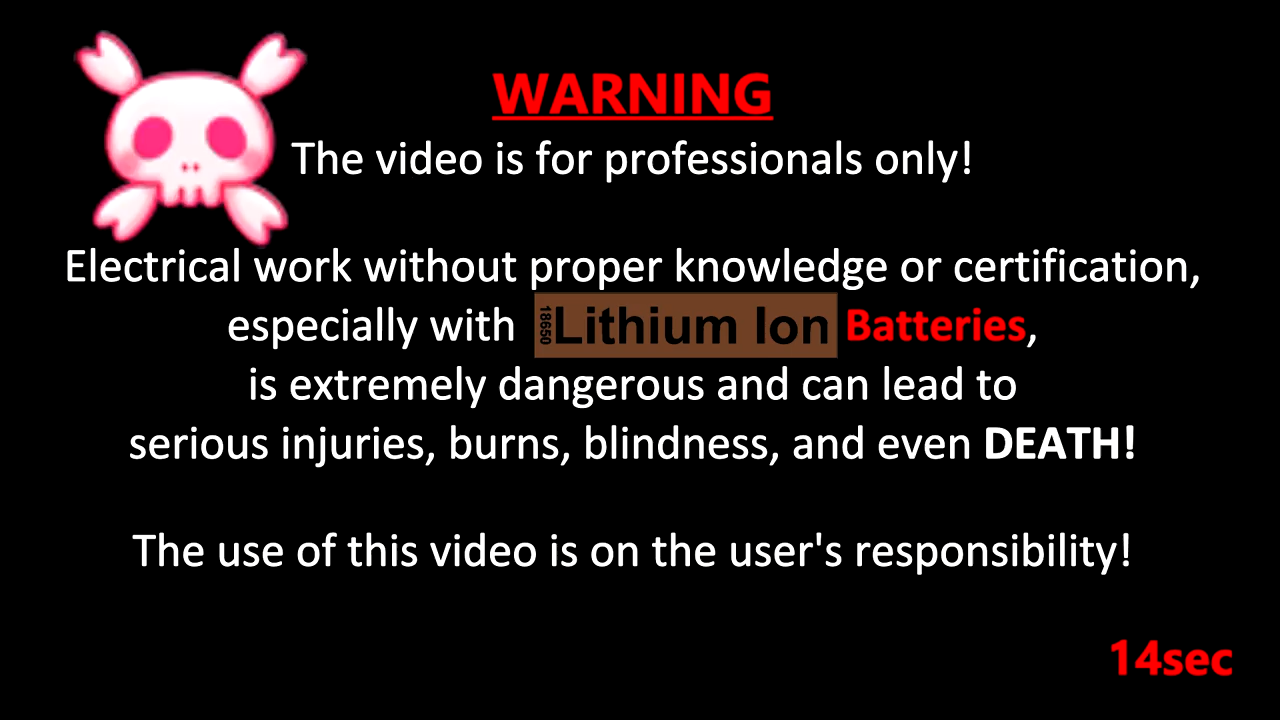 WARNING
The video is for professionals only!
Electrical work without proper knowledge or certification,
especially with 18650 Lithium Ion Batteries,
is extremely dangerous and can lead to
serious injuries, burns, blindness, and even DEATH!
The use of this video is on the user's responsibility!
14sec